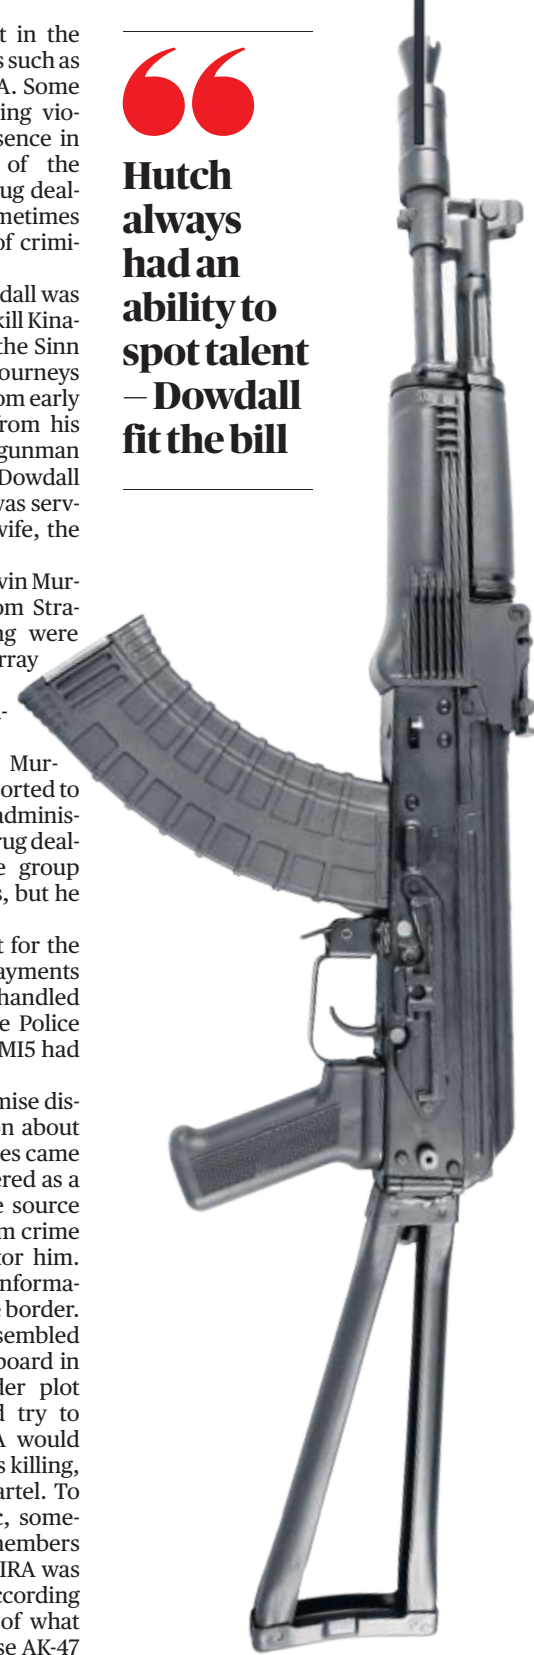 t in the
s such as
A. Some
ing vio-
sence in
of the
ug deal-
metimes
of crimi-
dall was
kill Kina-
the Sinn
ourneys
om early
from his
gunman
Dowdall
was serv-
wife, the
vin Mur-
om Stra-
ng were
rray
-
Mur-
orted to
adminis-
rug deal-
e group
s, but he
t for the
ayments
handled
e Police
MI5 had
mise dis-
on about
es came
ered as a
e source
m crime
tor him.
nforma-
e border.
sembled
board in
der plot
d try to
A would
s killing,
artel. To
c, some-
members
IRA was
ccording
of what
se AK-47
“
Hutch
always
had an
ability to
spot talent
– Dowdall
fit the bill